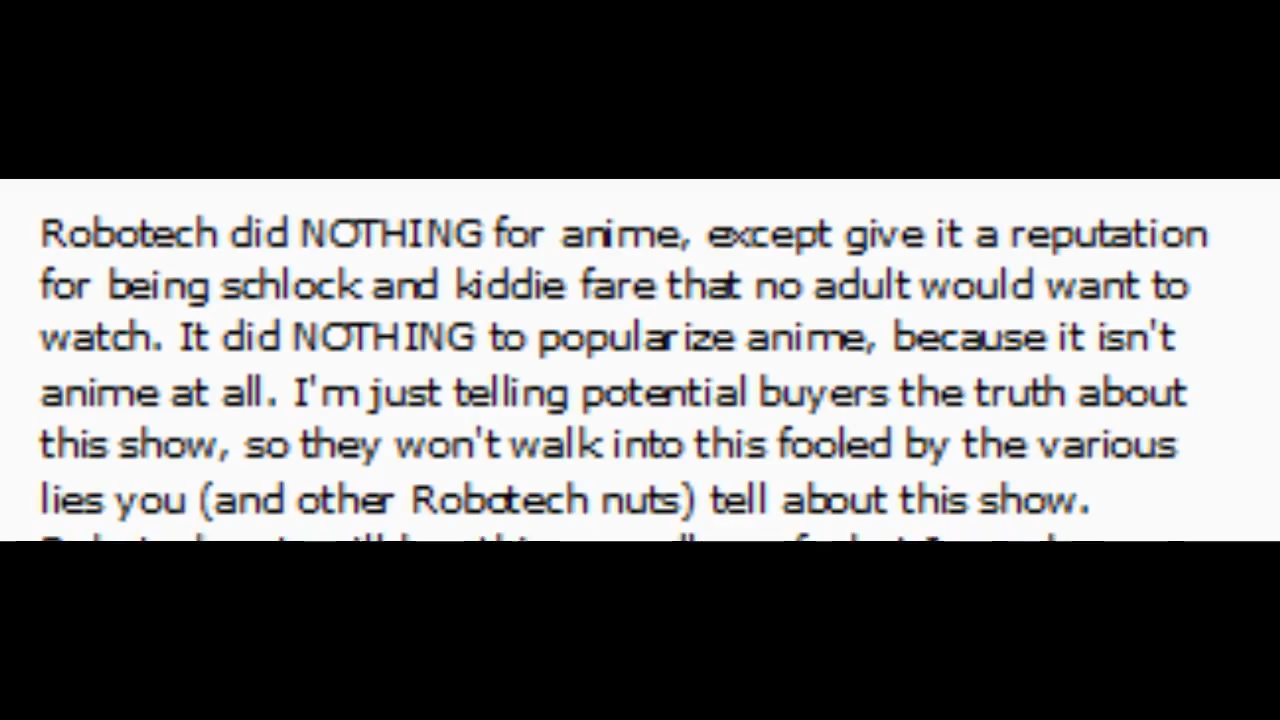 Robotech did NOTHING for anime, except give it a reputation
for being schlock and kiddie fare that no adult would want to
watch. It did NOTHING to popularize anime, because it isn't
anime at all. I'm just telling potential buyers the truth about
this show, so they won't walk into this fooled by the various
lies you (and other Robotech nuts) tell about this show.